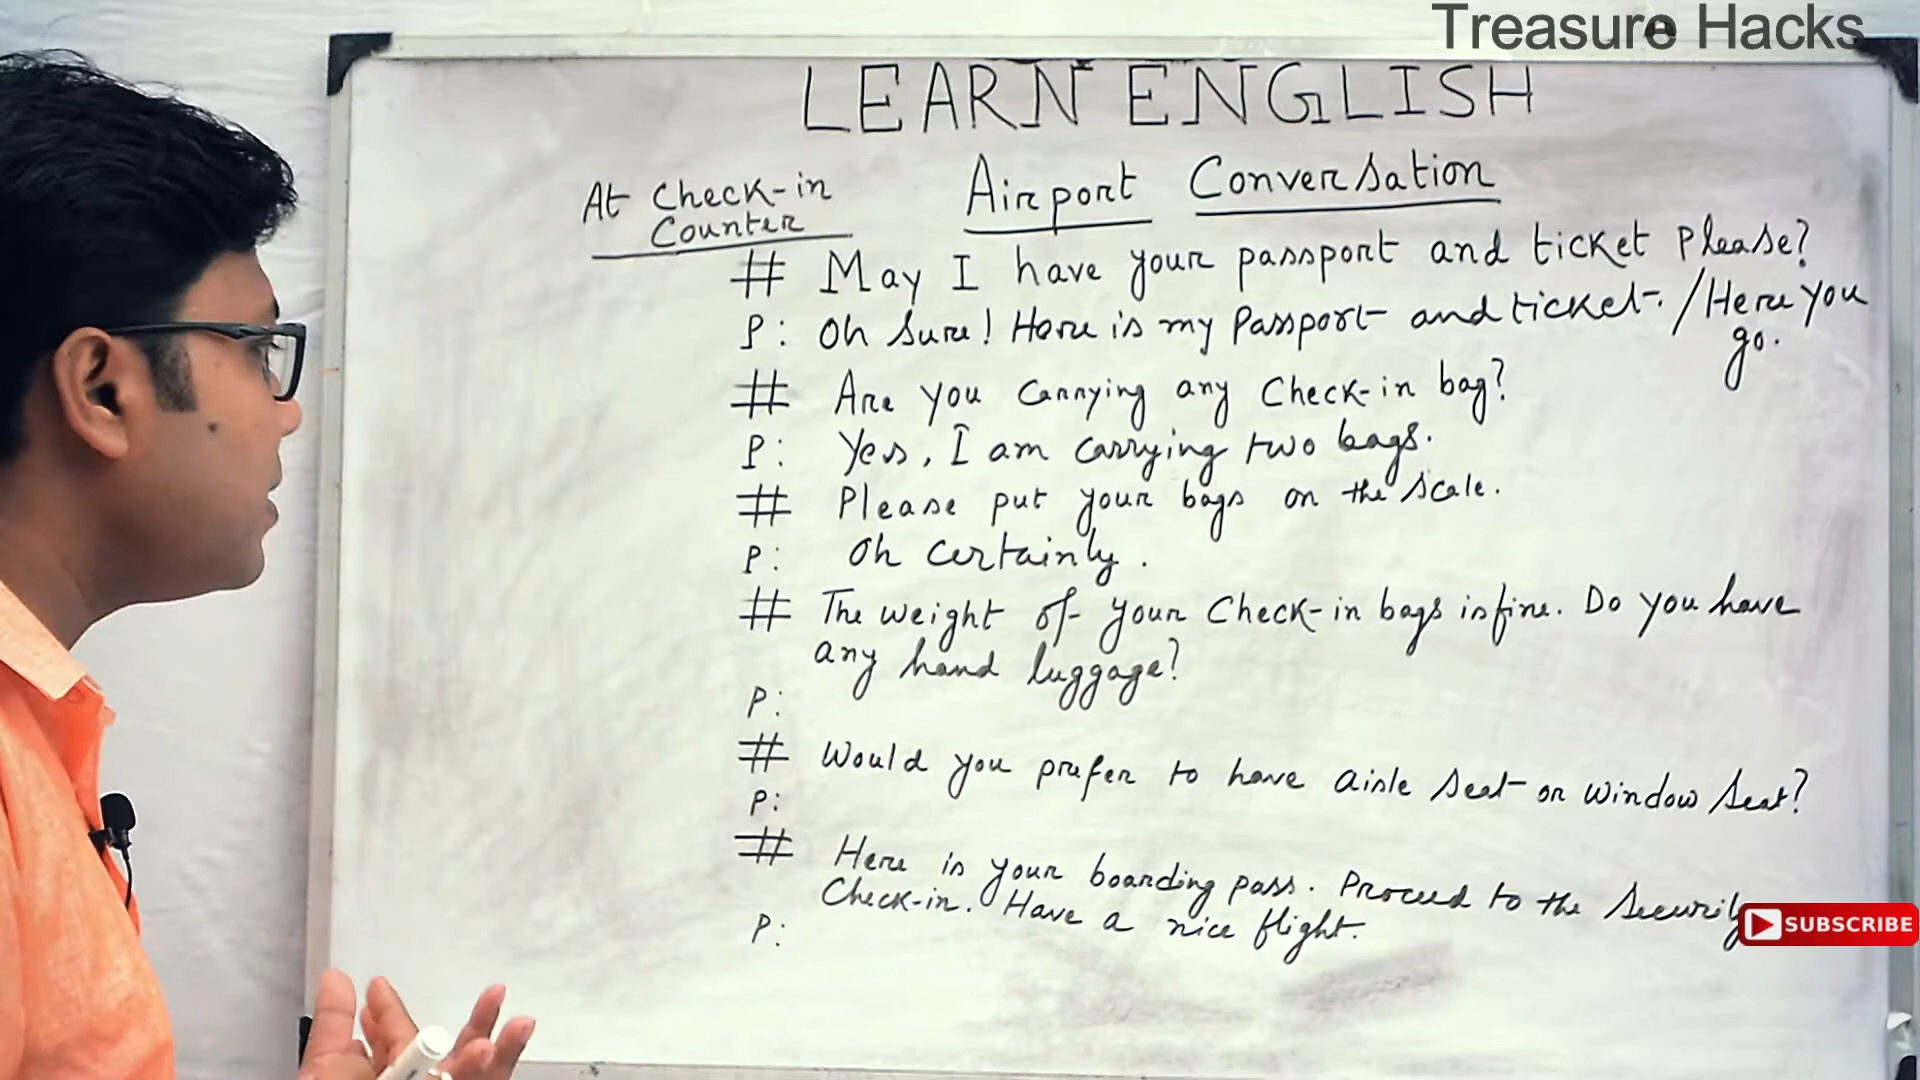 Treasure Hacks
LEARN ENGLISH
At Check-in
Counter
Airport Conversation
# May I have your passport and ticket Please?
P: Oh Sure! Here is my Passport and ticket. / Here you
go.
# Are you Carrying any Check-in bag?
P: Yes, I am carrying two bags.
# Please put your bags on the scale.
P: Oh certainly.
# The weight of your Check-in bags is fine. Do you have
any hand luggage?
P:
# Would you prefer to have aisle seat or window seat?
P:
# Here is your boarding pass. Proceed to the Security
Check-in. Have a nice flight.
P:
SUBSCRIBE